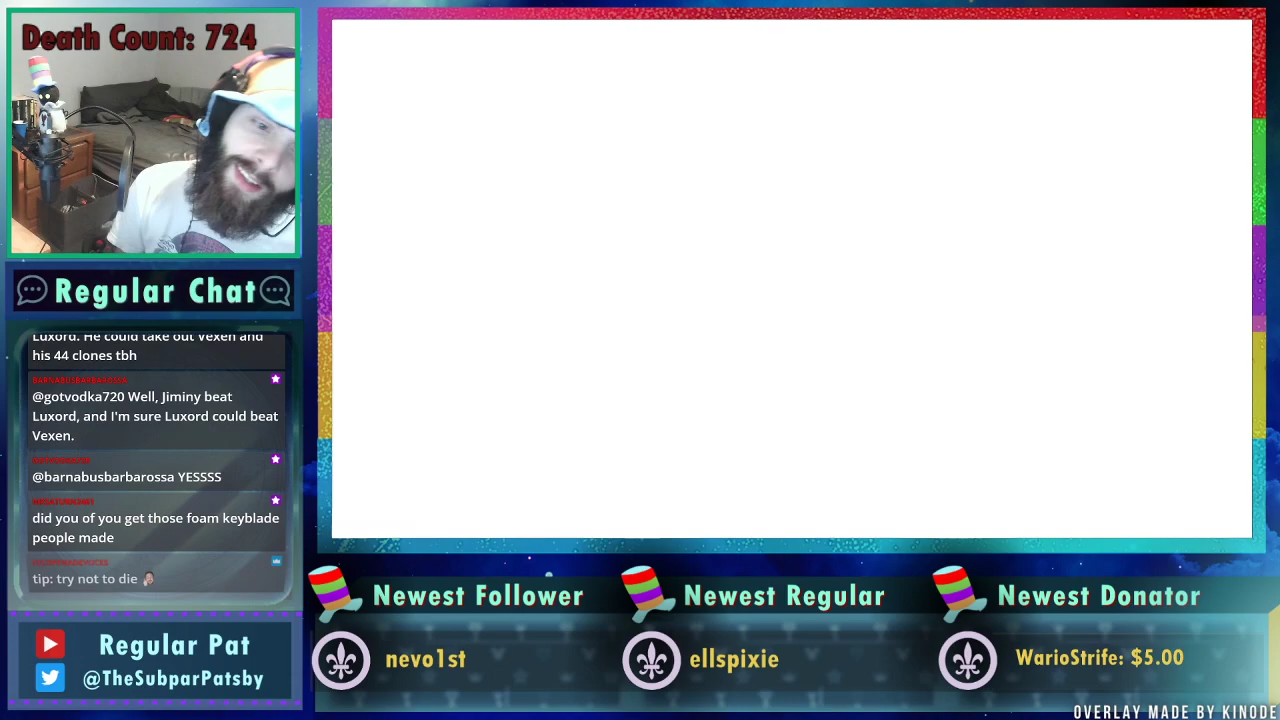 Death Count: 724
Regular Chat
Luxord. He could take out Vexen and
his 44 clones tbh
BARNABUSBARBAROSSA
@gotvodka720 Well, Jiminy beat
Luxord, and I'm sure Luxord could beat
Vexen.
@barnabusbarbarossa YESSSS
did you of you get those foam keyblade
people made
tip: try not to die
Regular Pat
@TheSubparPatsby
Newest Follower
nevo1st
Newest Regular
ellspixie
Newest Donator
WarioStrife: $5.00
OVERLAY MADE BY KINODE